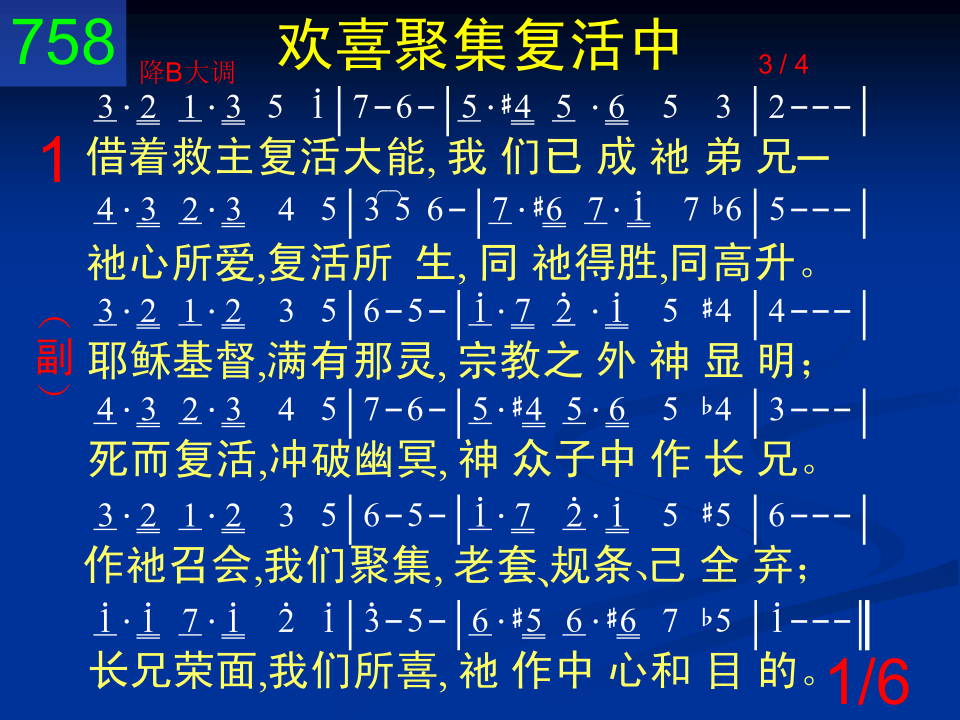 758
欢喜聚集复活中
降B大调
3 / 4
3 · 2 1 · 3 5 i̇ | 7 – 6 – | 5 · #4 5 · 6 5 3 | 2 – – – |
1 借着救主复活大能, 我 们已 成 祂 弟 兄─
4 · 3 2 · 3 4 5 | 3 5 6 – | 7 · #6 7 · i̇ 7 ♭6 | 5 – – – |
祂心所爱,复活所 生, 同 祂得胜,同高升。
3 · 2 1 · 2 3 5 | 6 – 5 – | i̇ · 7 2̇ · i̇ 5 #4 | 4 – – – |
(副) 耶稣基督,满有那灵, 宗教之 外 神 显 明;
4 · 3 2 · 3 4 5 | 7 – 6 – | 5 · #4 5 · 6 5 ♭4 | 3 – – – |
死而复活,冲破幽冥, 神 众子中 作 长 兄。
3 · 2 1 · 2 3 5 | 6 – 5 – | i̇ · 7 2̇ · i̇ 5 #5 | 6 – – – |
作祂召会,我们聚集, 老套、规条、己 全 弃;
i̇ · i̇ 7 · i̇ 2̇ i̇ | 3̇ – 5 – | 6 · #5 6 · #6 7 ♭5 | i̇ – – – ‖
长兄荣面,我们所喜, 祂 作中 心和 目 的。
1/6